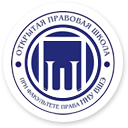 ОТКРЫТАЯ ПРАВОВАЯ ШКОЛА
ПРИ ФАКУЛЬТЕТЕ ПРАВА НИУ ВШЭ